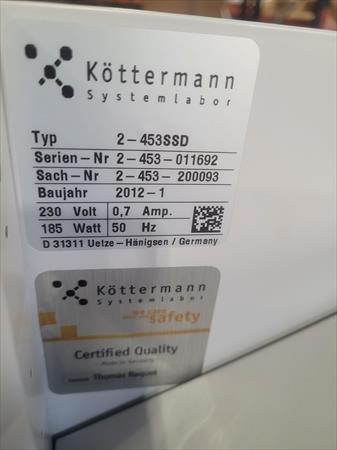 Köttermann
Systemlabor
Typ 2-453SSD
Serien-Nr 2-453-011692
Sach-Nr 2-453-200093
Baujahr 2012-1
230 Volt 0,7 Amp.
185 Watt 50 Hz
D 31311 Uetze-Hänigsen / Germany
Köttermann
Systemlabor
we care
safety
Certified Quality
Made in Germany
Thomas Raquet